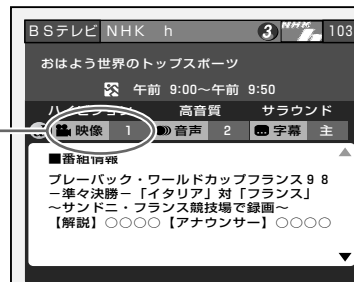 BSテレビ NHK h 3 NHK 103
おはよう世界のトップスポーツ
午前 9:00～午前 9:50
ハイビジョン 高音質 サラウンド
映像 1 音声 2 字幕 主
■番組情報
プレーバック・ワールドカップフランス98
－準々決勝－「イタリア」対「フランス」
～サンドニ・フランス競技場で録画～
【解説】○○○○【アナウンサー】○○○○